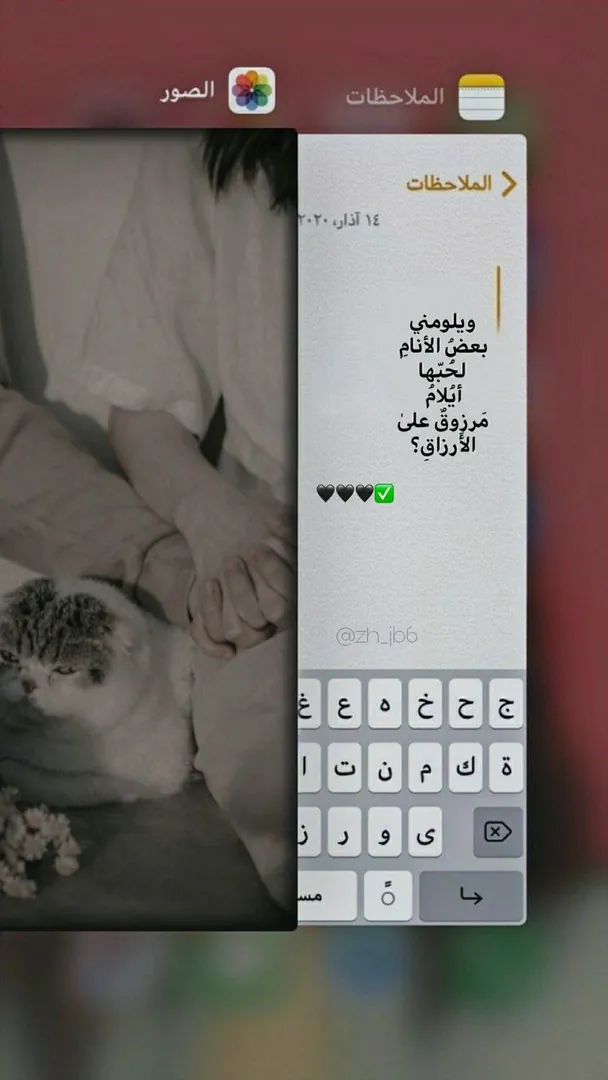 الملاحظات
الصور
الملاحظات
١٤ آذار، ٢٠٢٠
ويلومني
بعضُ الأنامِ
لحُبّها
أيُلامُ
مَرزوقٌ علىٰ
الأرزاقِ؟
🖤🖤🖤✅
@zh_jb6
ج ح خ ه ع غ
ة ك م ن ت ا
ى و ر ز
مس